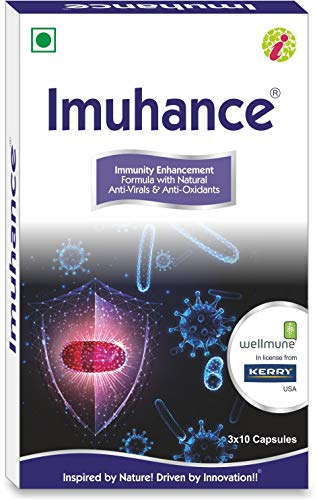 Imuhance®
Immunity Enhancement
Formula with Natural
Anti-Virals & Anti-Oxidants
wellmune®
In license from
KERRY
USA
3x10 Capsules
Inspired by Nature! Driven by Innovation!!®
Imuhance®